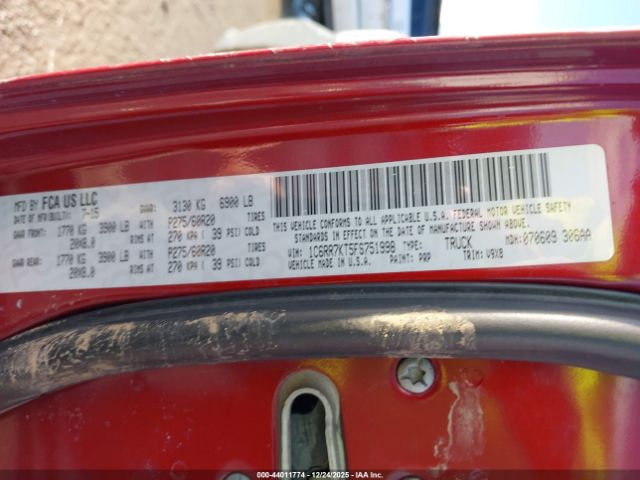 MFD BY FCA US LLC
DATE OF MFR(BUILT): 7-15 GVWR: 3130 KG 6900 LB
GAWR FRONT: 1770 KG 3900 LB WITH P275/60R20 TIRES
20X8.0 RIMS AT 270 KPA ( 39 PSI) COLD
GAWR REAR: 1770 KG 3900 LB WITH P275/60R20 TIRES
20X8.0 RIMS AT 270 KPA ( 39 PSI) COLD
THIS VEHICLE CONFORMS TO ALL APPLICABLE U.S.A. FEDERAL MOTOR VEHICLE SAFETY
STANDARDS IN EFFECT ON THE DATE OF MANUFACTURE SHOWN ABOVE.
VIN: 1C6RR7KT5FS751998 TYPE: TRUCK MDH: 070609 306AA
VEHICLE MADE IN U.S.A. PAINT: PRP TRIM: V9X8
000-44011774 - 12/24/2025 - IAAI.COM